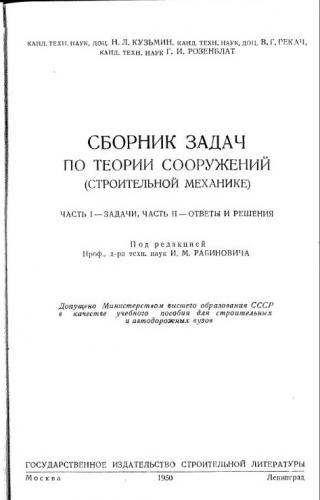 КАНД. ТЕХН. НАУК, ДОЦ. Н. Л. КУЗЬМИН, КАНД. ТЕХН. НАУК, ДОЦ. В. Г. РЕКАЧ,
КАНД. ТЕХН. НАУК Г. И. РОЗЕНБЛАТ
СБОРНИК ЗАДАЧ
ПО ТЕОРИИ СООРУЖЕНИЙ
(СТРОИТЕЛЬНОЙ МЕХАНИКЕ)
ЧАСТЬ I — ЗАДАЧИ, ЧАСТЬ II — ОТВЕТЫ И РЕШЕНИЯ
Под редакцией
Проф., д-ра техн. наук И. М. РАБИНОВИЧА
Допущено Министерством высшего образования СССР
в качестве учебного пособия для строительных
и автодорожных вузов
ГОСУДАРСТВЕННОЕ ИЗДАТЕЛЬСТВО СТРОИТЕЛЬНОЙ ЛИТЕРАТУРЫ
Москва 1950 Ленинград